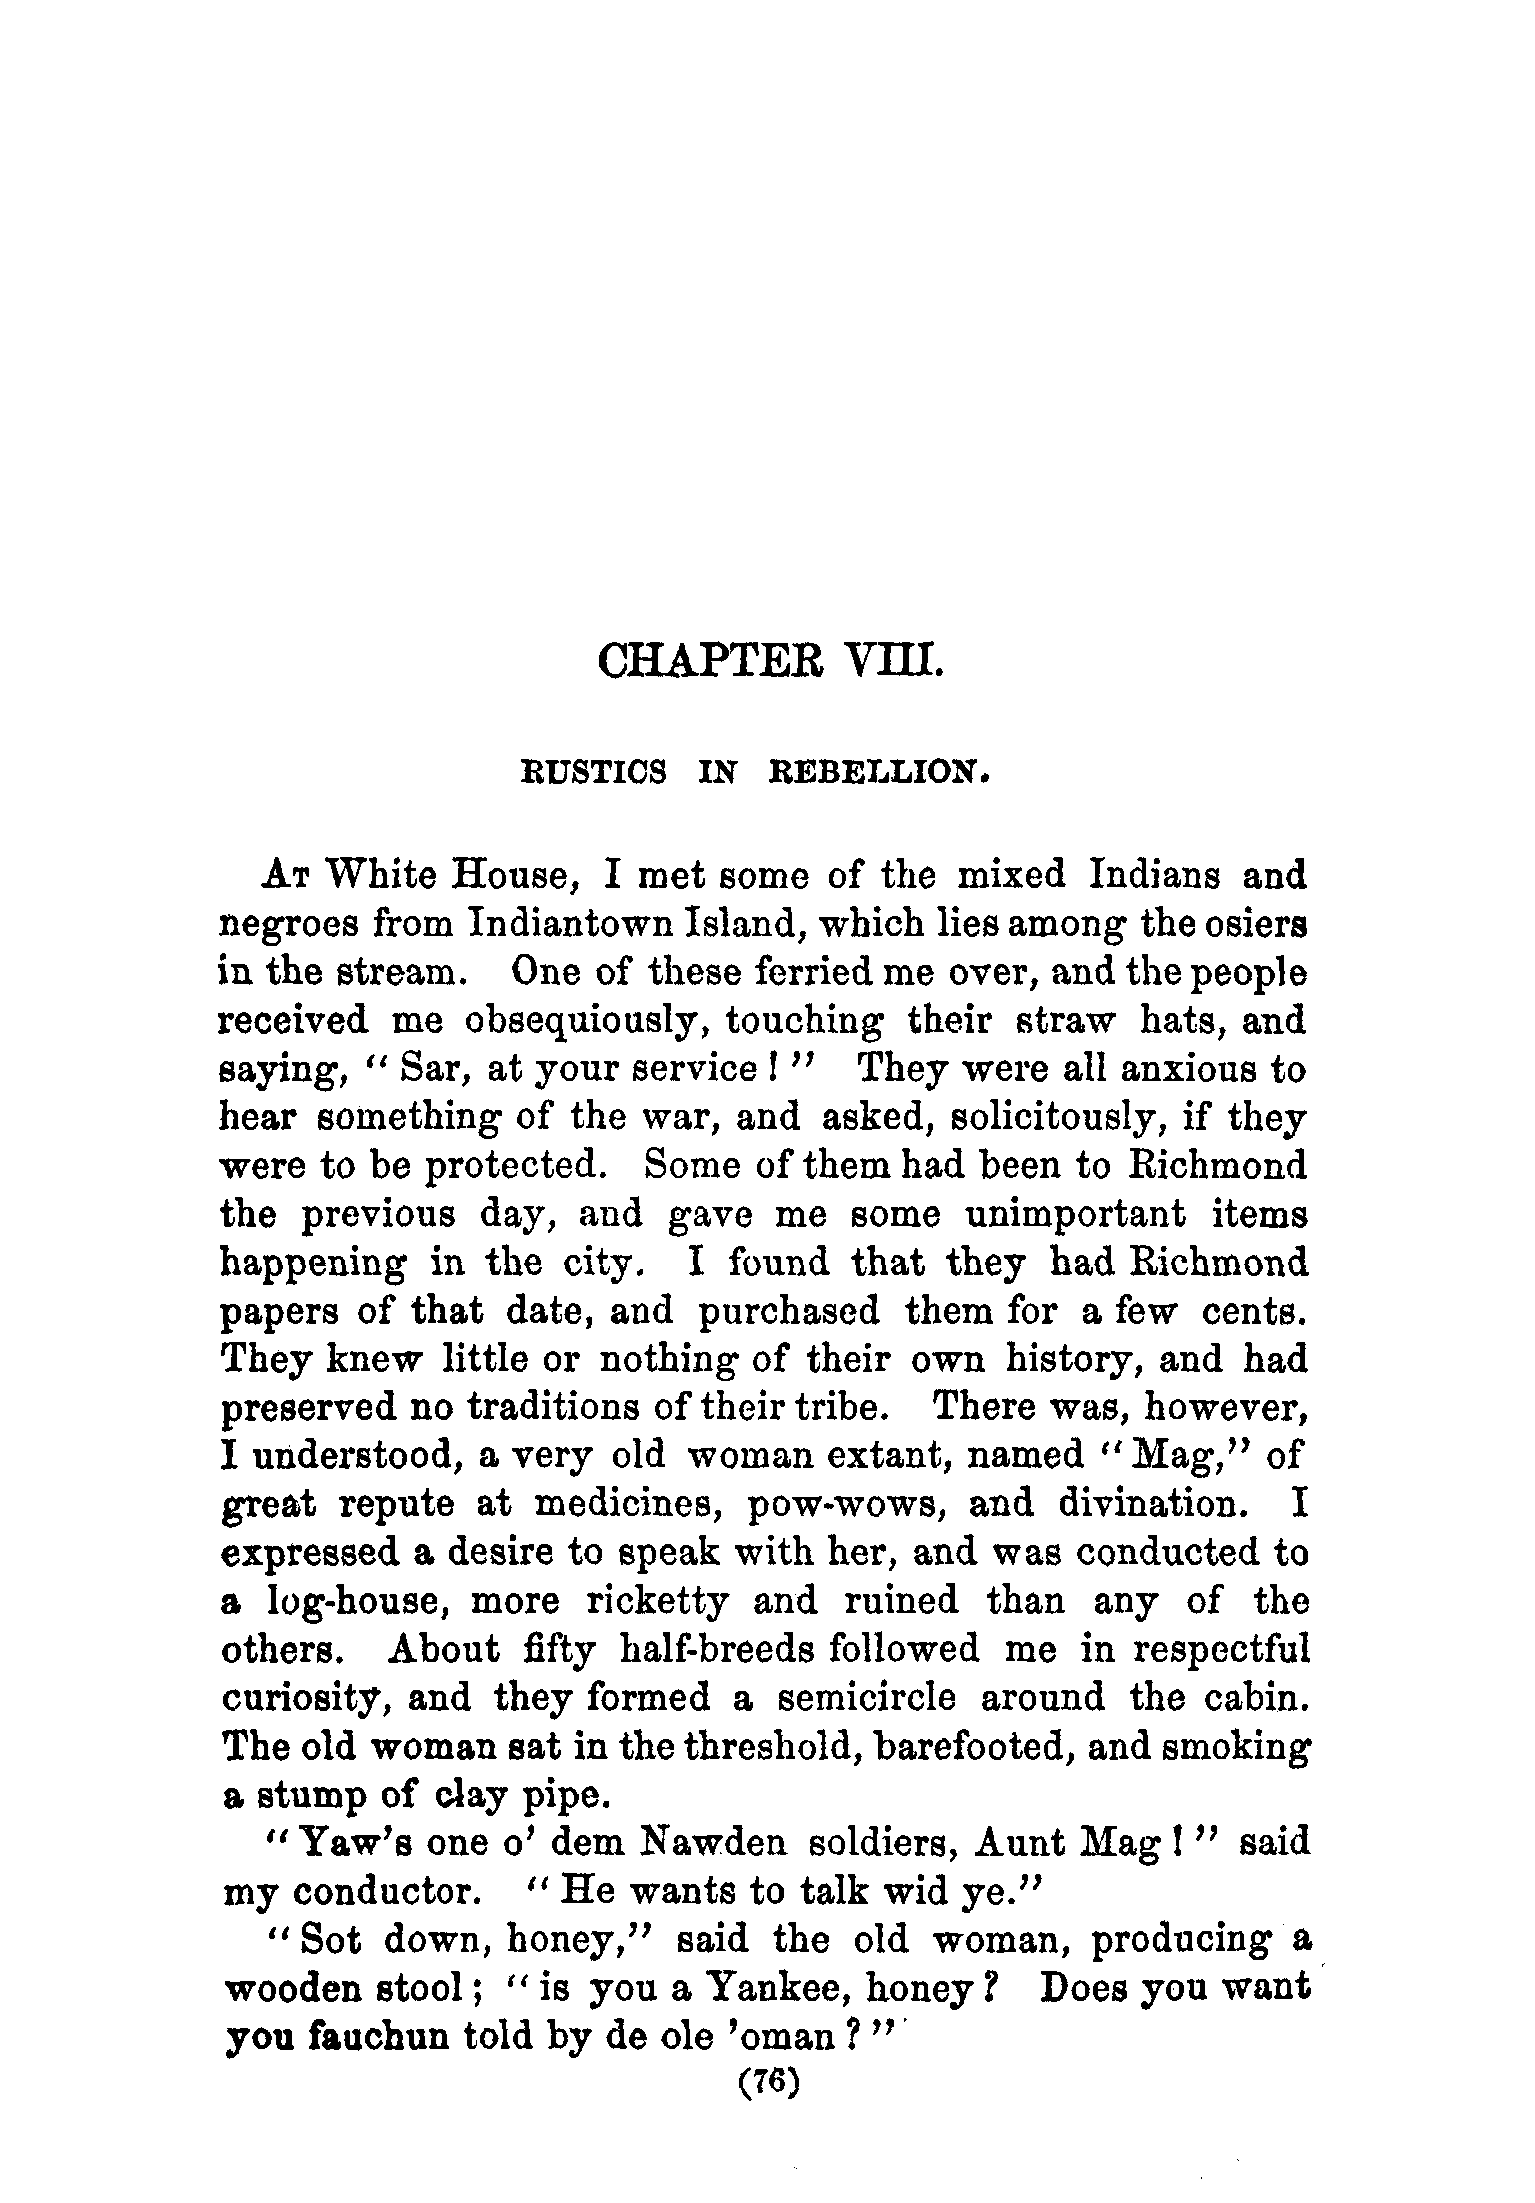 CHAPTER VIII.
RUSTICS IN REBELLION.
At White House, I met some of the mixed Indians and
negroes from Indiantown Island, which lies among the osiers
in the stream. One of these ferried me over, and the people
received me obsequiously, touching their straw hats, and
saying, "Sar, at your service!" They were all anxious to
hear something of the war, and asked, solicitously, if they
were to be protected. Some of them had been to Richmond
the previous day, and gave me some unimportant items
happening in the city. I found that they had Richmond
papers of that date, and purchased them for a few cents.
They knew little or nothing of their own history, and had
preserved no traditions of their tribe. There was, however,
I understood, a very old woman extant, named "Mag," of
great repute at medicines, pow-wows, and divination. I
expressed a desire to speak with her, and was conducted to
a log-house, more ricketty and ruined than any of the
others. About fifty half-breeds followed me in respectful
curiosity, and they formed a semicircle around the cabin.
The old woman sat in the threshold, barefooted, and smoking
a stump of clay pipe.
"Yaw's one o' dem Nawden soldiers, Aunt Mag!" said
my conductor. "He wants to talk wid ye."
"Sot down, honey," said the old woman, producing a
wooden stool; "is you a Yankee, honey? Does you want
you fauchun told by de ole 'oman?"
(76)